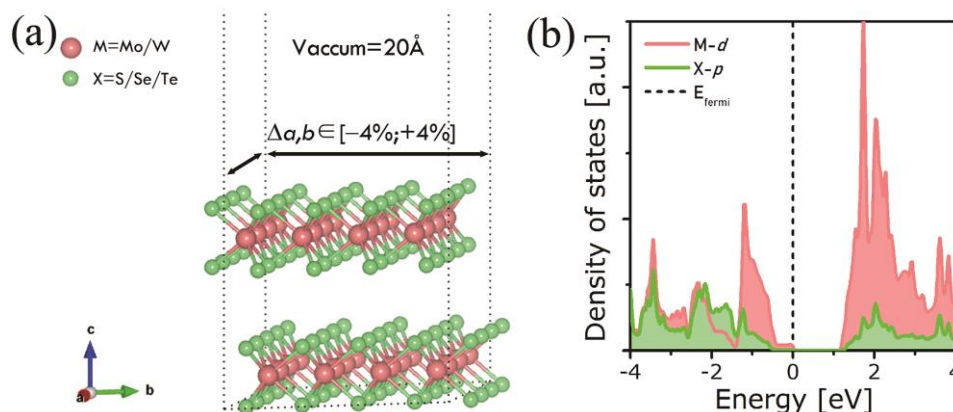 (a)
M=Mo/W
X=S/Se/Te
Vaccum=20Å
Δa,b∈[−4%;+4%]
c
a
b
(b)
Density of states [a.u.]
M-d
X-p
E_fermi
-4 -2 0 2 4
Energy [eV]